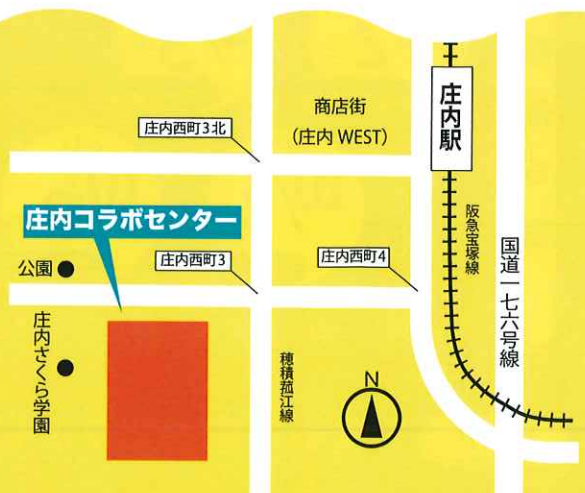 商店街
(庄内 WEST)
庄内駅
庄内西町3北
庄内コラボセンター
阪急宝塚線
国道一七六号線
公園
庄内西町3
庄内西町4
庄内さくら学園
穂積菰江線
N